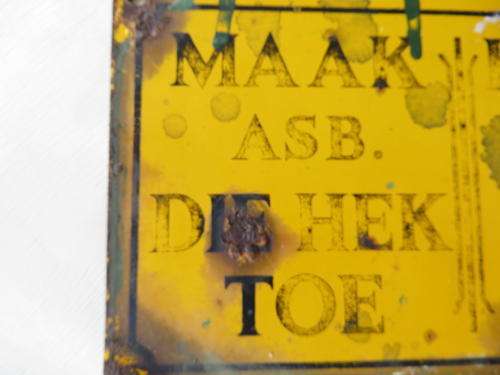 MAAK
ASB.
DIE HEK
TOE